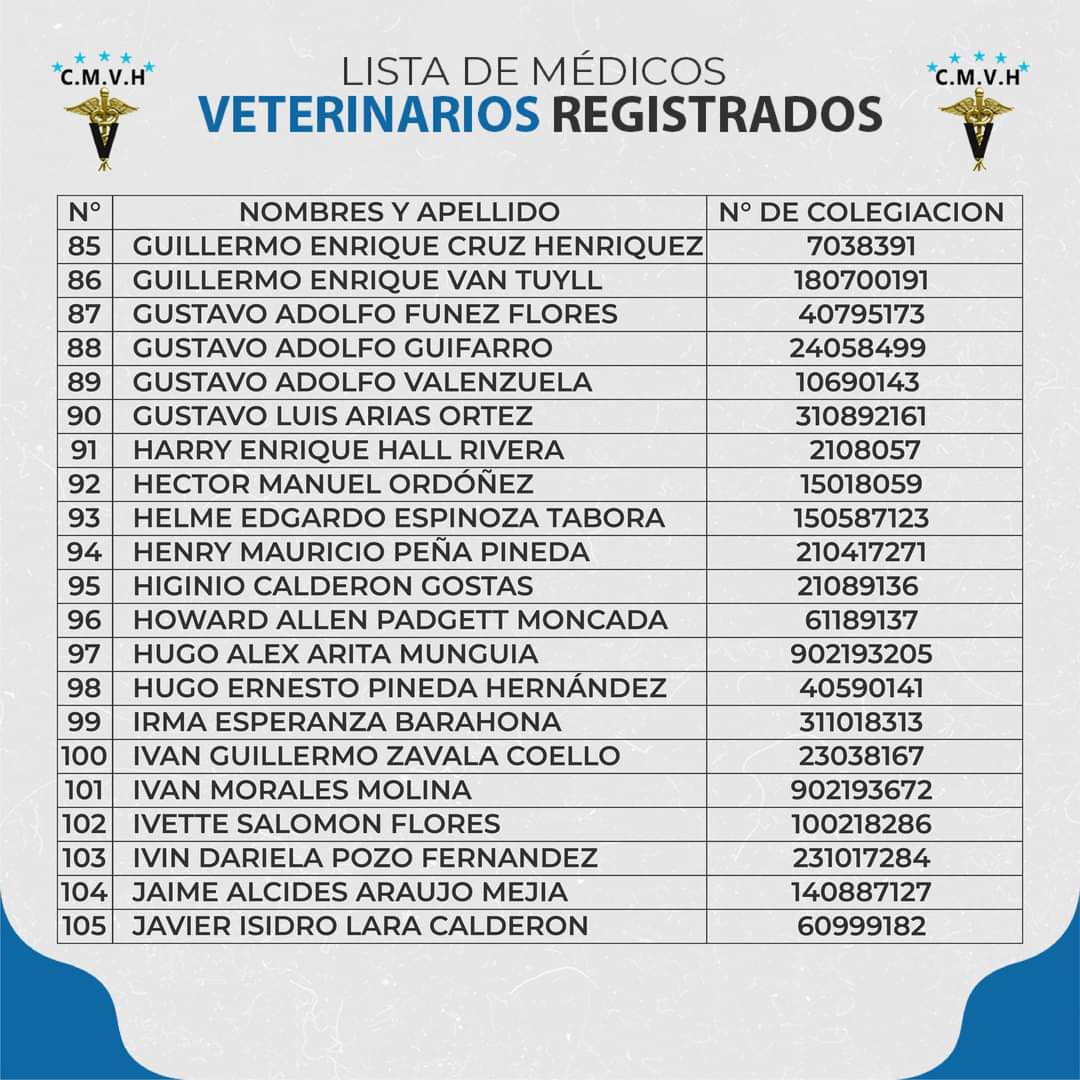 C.M.V.H
LISTA DE MÉDICOS
VETERINARIOS REGISTRADOS
C.M.V.H
N° NOMBRES Y APELLIDO N° DE COLEGIACION
85 GUILLERMO ENRIQUE CRUZ HENRIQUEZ 7038391
86 GUILLERMO ENRIQUE VAN TUYLL 180700191
87 GUSTAVO ADOLFO FUNEZ FLORES 40795173
88 GUSTAVO ADOLFO GUIFARRO 24058499
89 GUSTAVO ADOLFO VALENZUELA 10690143
90 GUSTAVO LUIS ARIAS ORTEZ 310892161
91 HARRY ENRIQUE HALL RIVERA 2108057
92 HECTOR MANUEL ORDÓÑEZ 15018059
93 HELME EDGARDO ESPINOZA TABORA 150587123
94 HENRY MAURICIO PEÑA PINEDA 210417271
95 HIGINIO CALDERON GOSTAS 21089136
96 HOWARD ALLEN PADGETT MONCADA 61189137
97 HUGO ALEX ARITA MUNGUIA 902193205
98 HUGO ERNESTO PINEDA HERNÁNDEZ 40590141
99 IRMA ESPERANZA BARAHONA 311018313
100 IVAN GUILLERMO ZAVALA COELLO 23038167
101 IVAN MORALES MOLINA 902193672
102 IVETTE SALOMON FLORES 100218286
103 IVIN DARIELA POZO FERNANDEZ 231017284
104 JAIME ALCIDES ARAUJO MEJIA 140887127
105 JAVIER ISIDRO LARA CALDERON 60999182